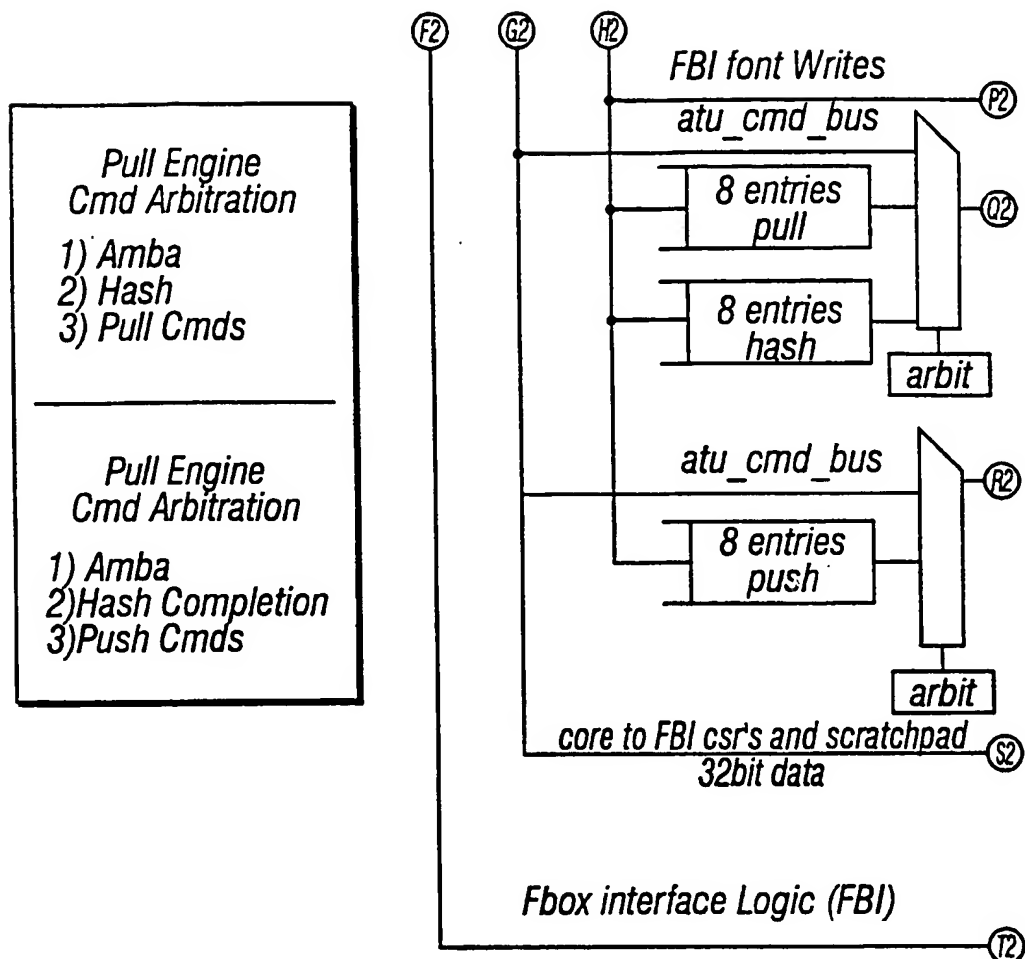 F2 G2 H2
FBI font Writes
P2
atu_cmd_bus
8 entries
pull
Q2
8 entries
hash
arbit
atu_cmd_bus
R2
8 entries
push
arbit
core to FBI csr's and scratchpad
32bit data
S2
Fbox interface Logic (FBI)
T2
Pull Engine
Cmd Arbitration
1) Amba
2) Hash
3) Pull Cmds
Pull Engine
Cmd Arbitration
1) Amba
2)Hash Completion
3)Push Cmds